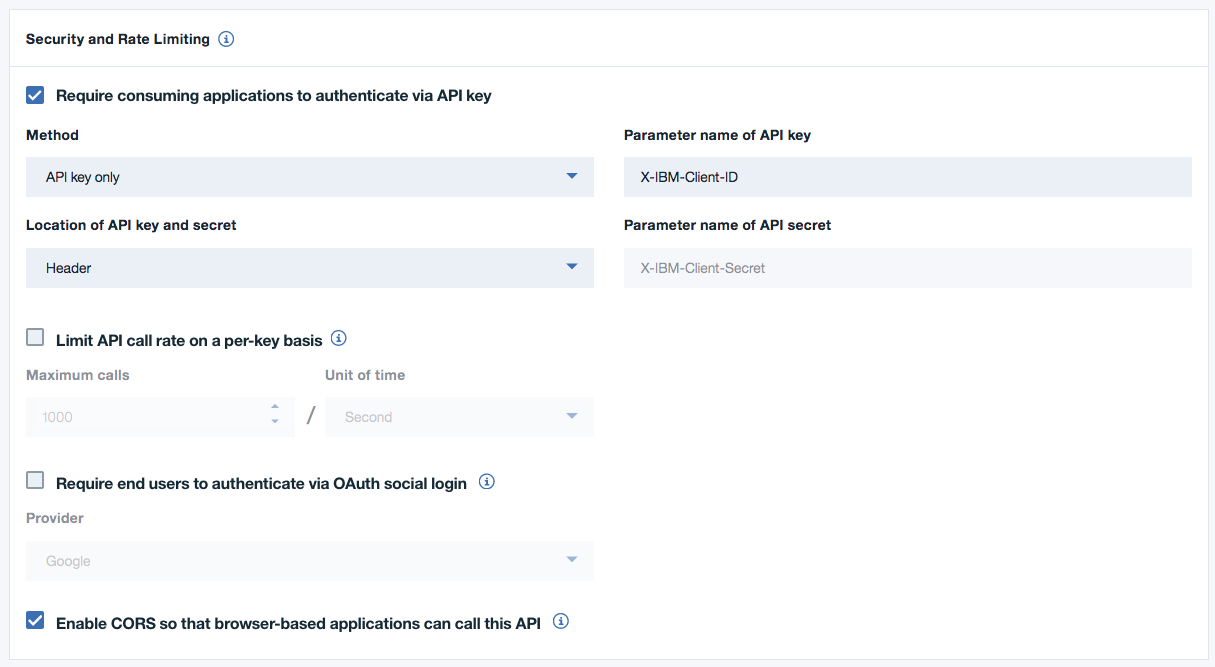 Security and Rate Limiting
Require consuming applications to authenticate via API key
Method
Parameter name of API key
API key only
X-IBM-Client-ID
Location of API key and secret
Parameter name of API secret
Header
X-IBM-Client-Secret
Limit API call rate on a per-key basis
Maximum calls
Unit of time
1000
/
Second
Require end users to authenticate via OAuth social login
Provider
Google
Enable CORS so that browser-based applications can call this API